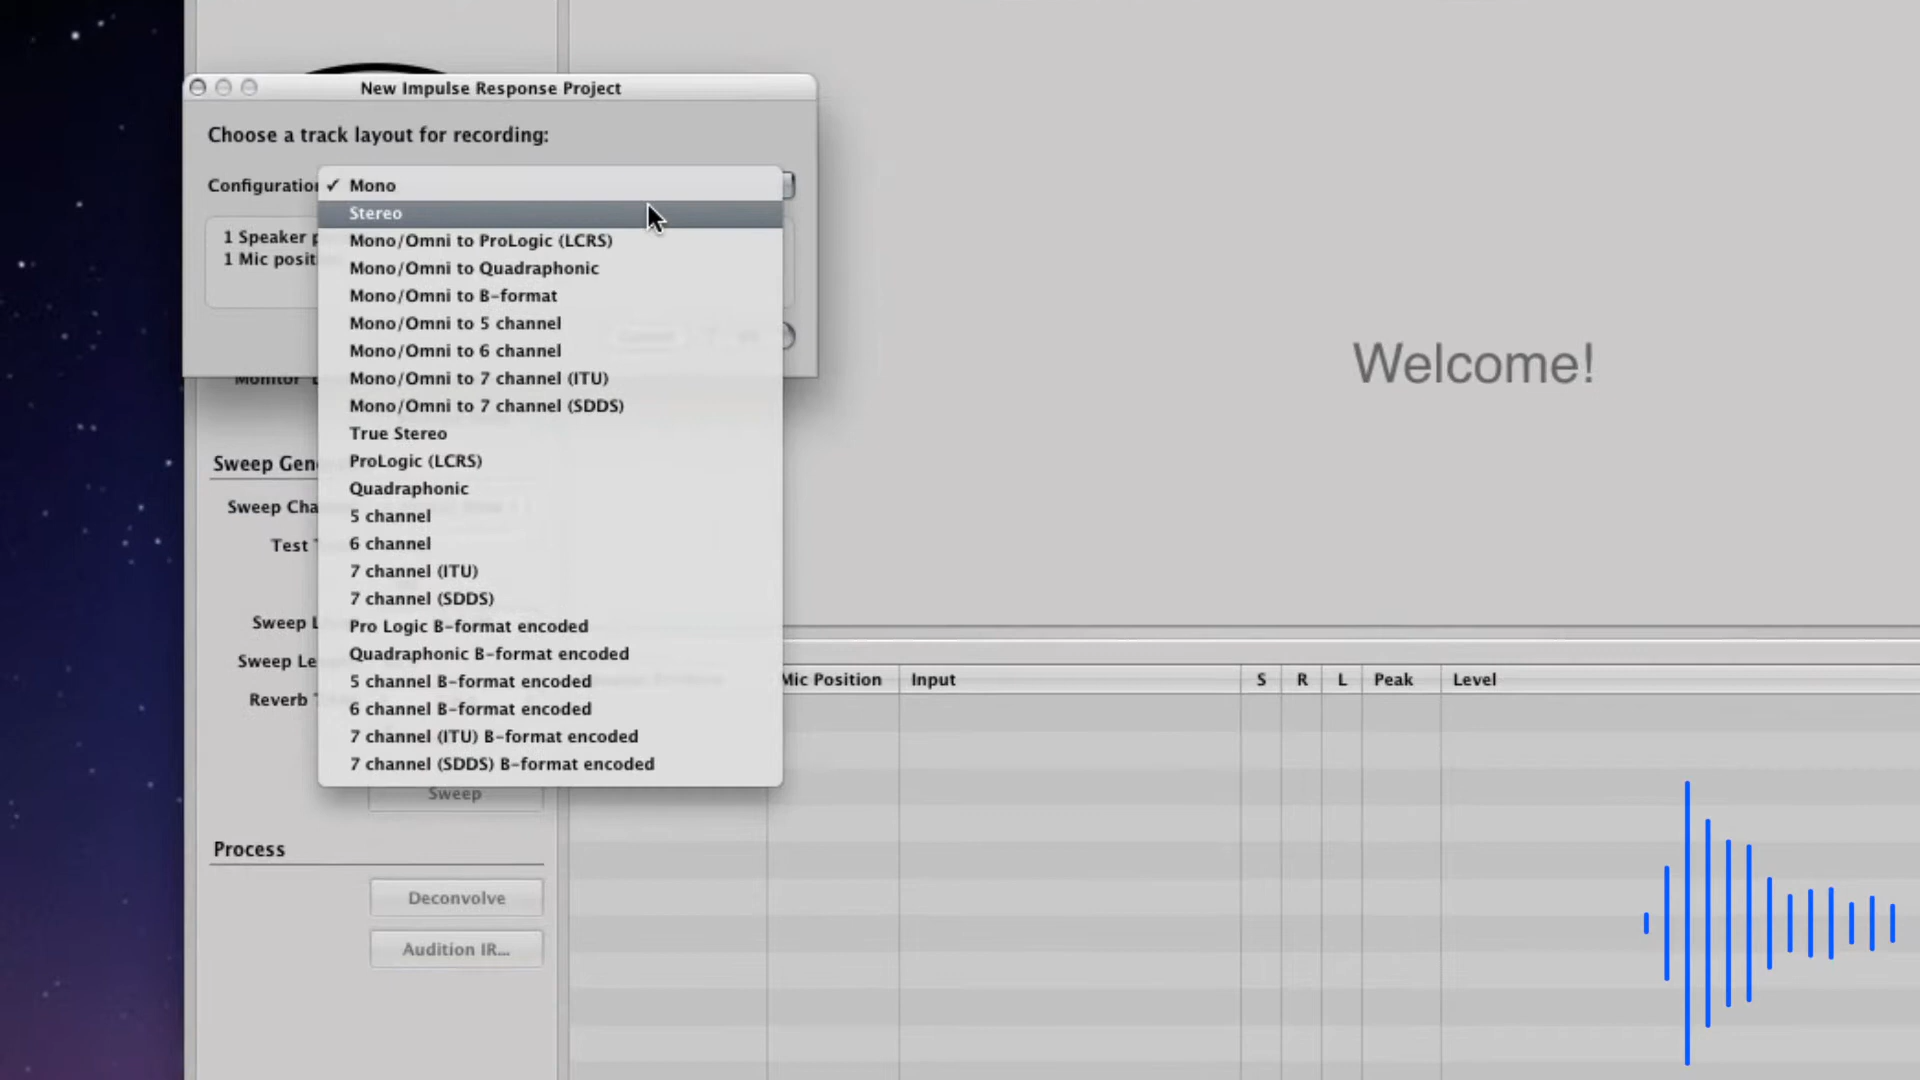 New Impulse Response Project
Choose a track layout for recording:
Configuration
✓ Mono
Stereo
Mono/Omni to ProLogic (LCRS)
Mono/Omni to Quadraphonic
Mono/Omni to B-format
Mono/Omni to 5 channel
Mono/Omni to 6 channel
Mono/Omni to 7 channel (ITU)
Mono/Omni to 7 channel (SDDS)
True Stereo
ProLogic (LCRS)
Quadraphonic
5 channel
6 channel
7 channel (ITU)
7 channel (SDDS)
Pro Logic B-format encoded
Quadraphonic B-format encoded
5 channel B-format encoded
6 channel B-format encoded
7 channel (ITU) B-format encoded
7 channel (SDDS) B-format encoded
1 Speaker
1 Mic
Monitor
Sweep
Sweep
Test
Sweep
Sweep
Reverb
Sweep
Process
Deconvolve
Audition IR...
Welcome!
Mic Position Input S R L Peak Level